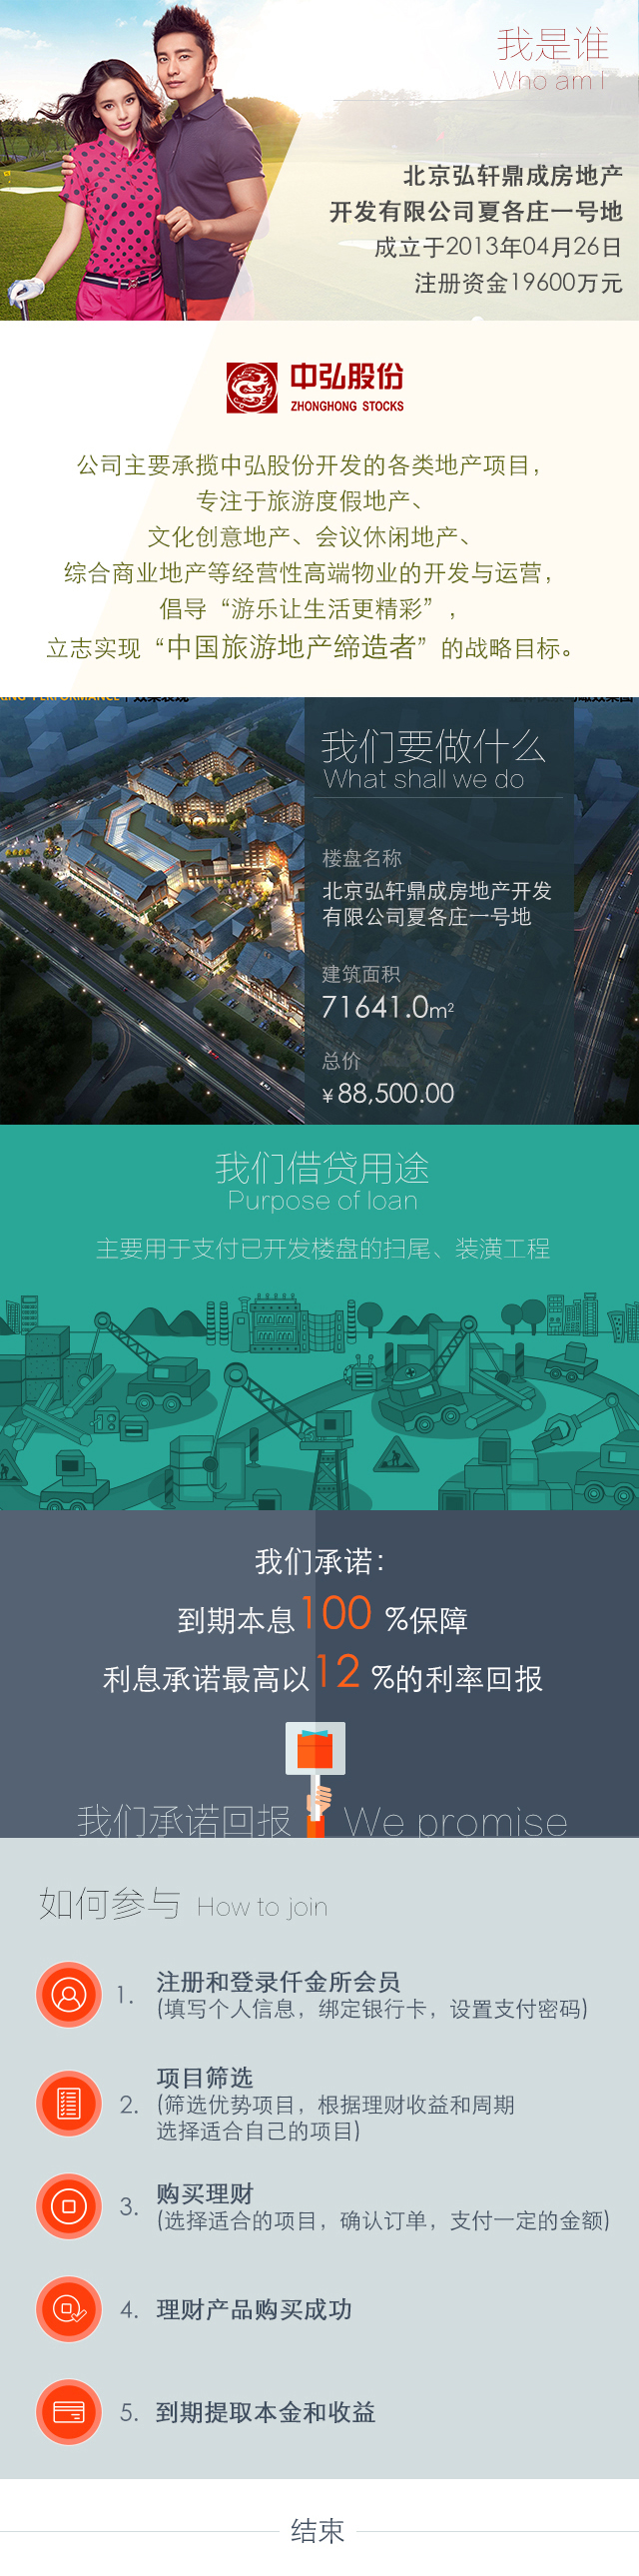 我是谁
Who am I
北京弘轩鼎成房地产
开发有限公司夏各庄一号地
成立于2013年04月26日
注册资金19600万元
中弘股份
ZHONGHONG STOCKS
公司主要承揽中弘股份开发的各类地产项目，
专注于旅游度假地产、
文化创意地产、会议休闲地产、
综合商业地产等经营性高端物业的开发与运营，
倡导“游乐让生活更精彩”，
立志实现“中国旅游地产缔造者”的战略目标。
我们要做什么
What shall we do
楼盘名称
北京弘轩鼎成房地产开发
有限公司夏各庄一号地
建筑面积
71641.0m²
总价
¥ 88,500.00
我们借贷用途
Purpose of loan
主要用于支付已开发楼盘的扫尾、装潢工程
我们承诺：
到期本息100 %保障
利息承诺最高以12 %的利率回报
我们承诺回报 We promise
如何参与 How to join
1. 注册和登录仟金所会员
(填写个人信息，绑定银行卡，设置支付密码)
项目筛选
2. (筛选优势项目，根据理财收益和周期
选择适合自己的项目)
3. 购买理财
(选择适合的项目，确认订单，支付一定的金额)
4. 理财产品购买成功
5. 到期提取本金和收益
结束